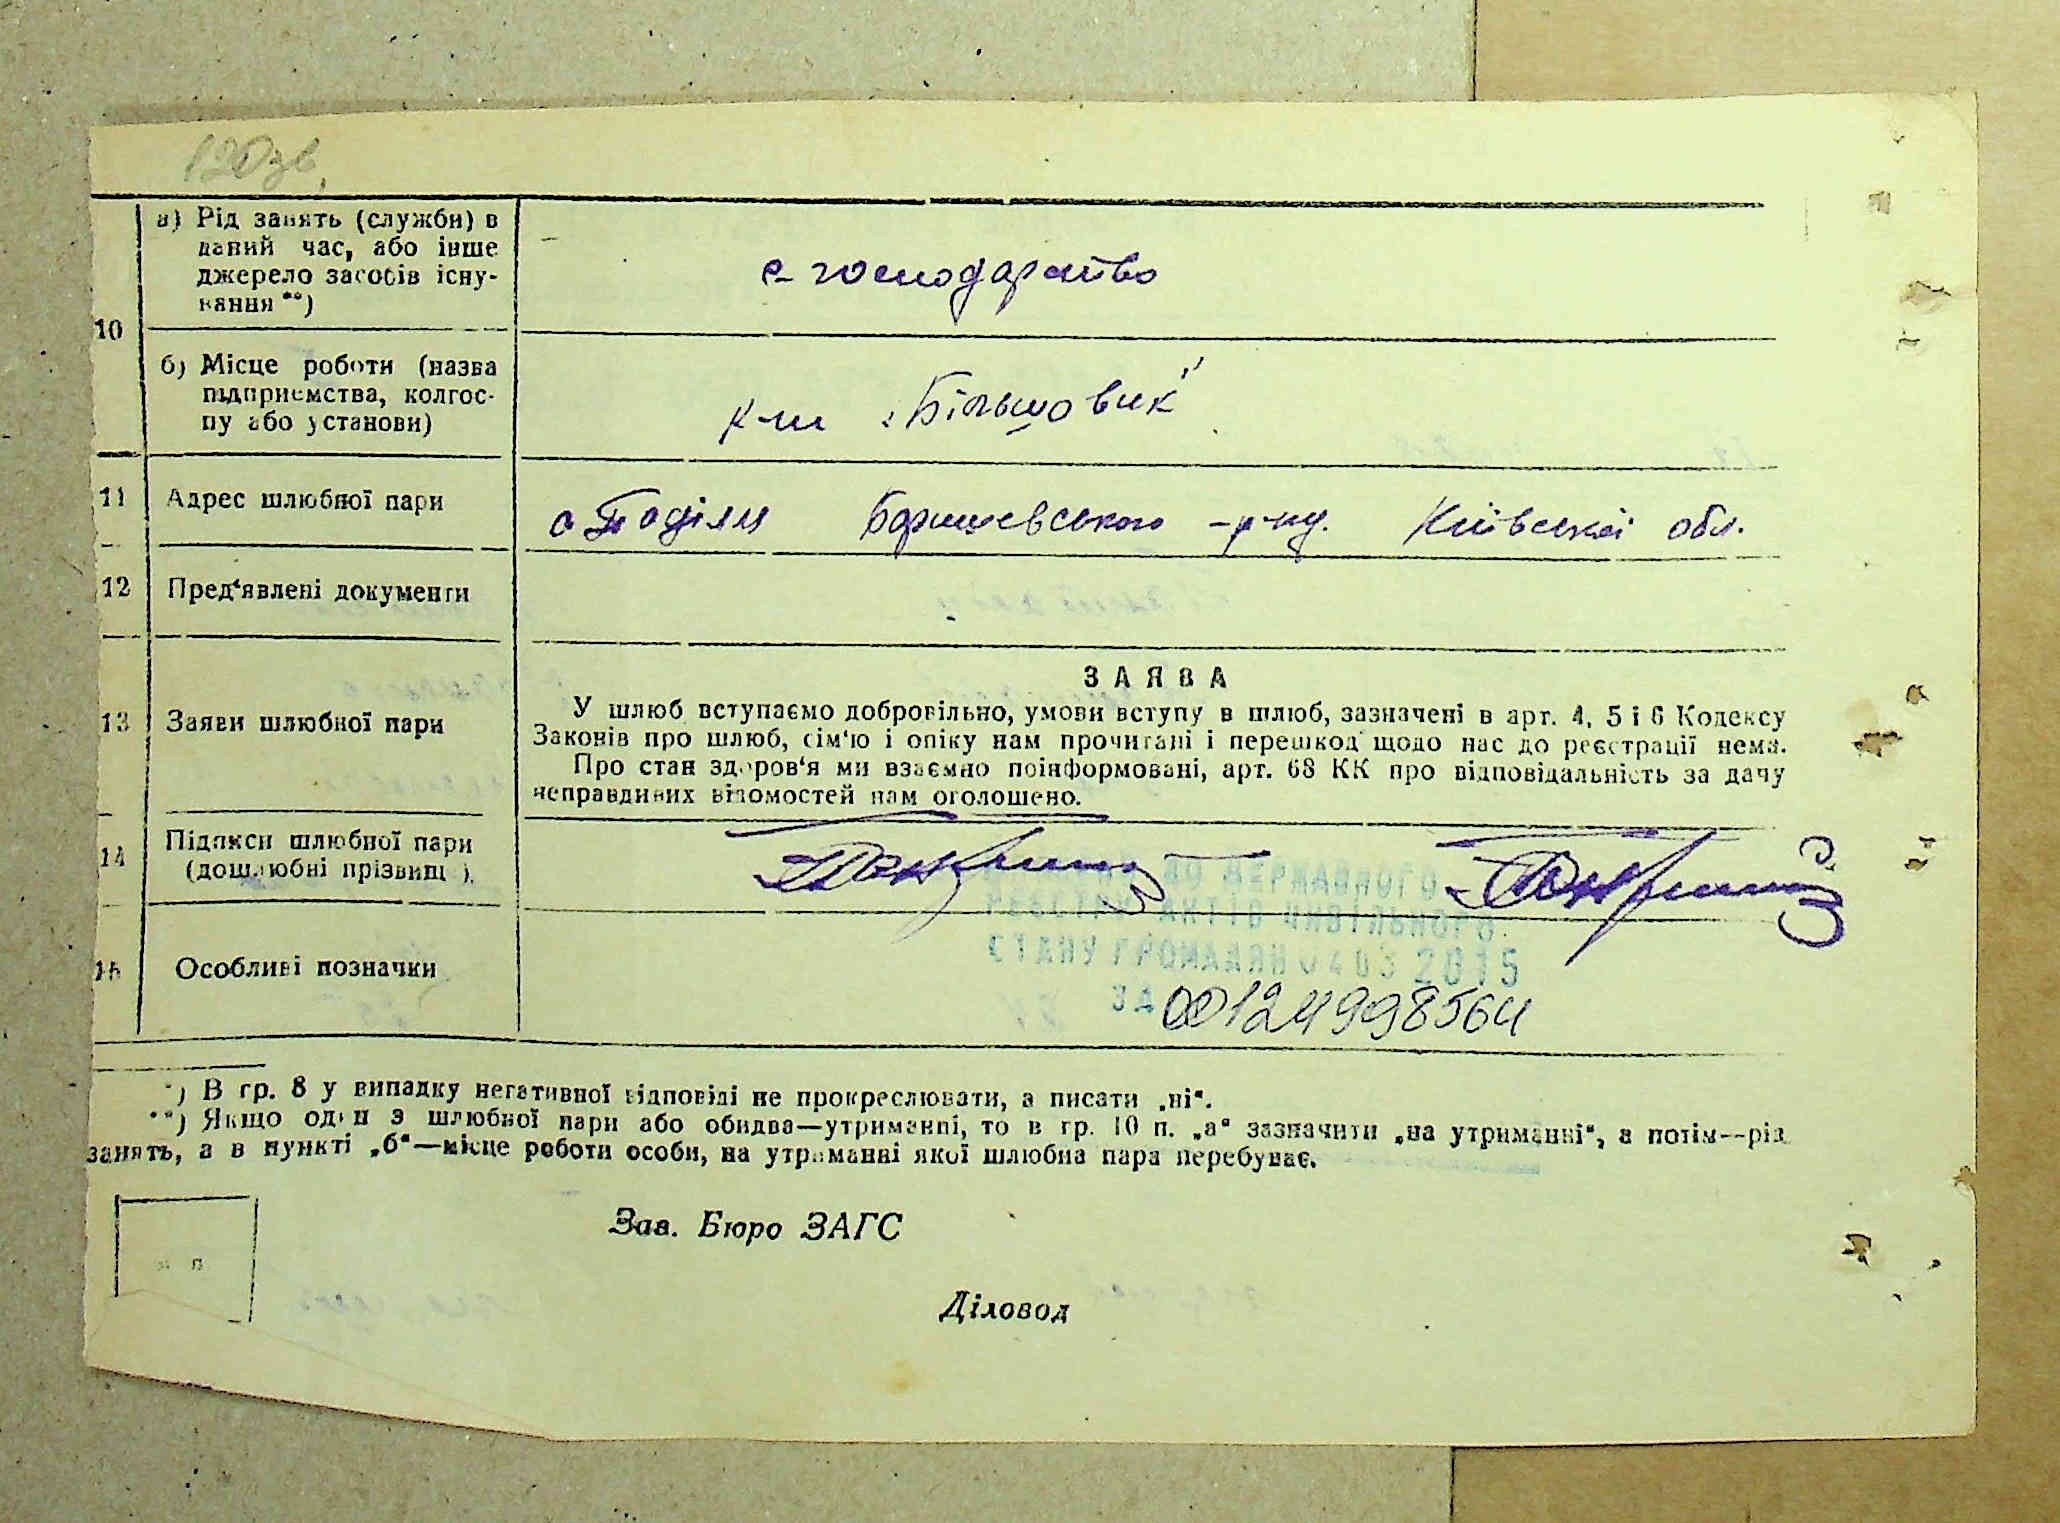 120зв.
10
а) Рід занять (служби) в
даний час, або інше
джерело засобів існу-
вання **)
с-господарство
б) Місце роботи (назва
підприємства, колгос-
пу або установи)
к-ш „Більшовик"
11 Адрес шлюбної пари
с Поділля Баришевського р-ну. Київської обл.
12 Пред'явлені документи
13 Заяви шлюбної пари
ЗАЯВА
У шлюб вступаємо добровільно, умови вступу в шлюб, зазначені в арт. 4, 5 і 6 Кодексу
Законів про шлюб, сім'ю і опіку нам прочитані і перешкод щодо нас до реєстрації нема.
Про стан здоров'я ми взаємно поінформовані, арт. 68 КК про відповідальність за дачу
неправдивих відомостей нам оголошено.
14 Підписи шлюбної пари
(дошлюбні прізвищ ).
ДО ДЕРЖАВНОГО
РЕЄСТРУ АКТІВ ЦИВІЛЬНОГО
СТАНУ ГРОМАДЯН 04 03 2015
ЗА 00124998564
15 Особливі позначки
*) В гр. 8 у випадку негативної відповіді не прокреслювати, а писати „ні".
**) Якщо один з шлюбної пари або обидва—утриманні, то в гр. 10 п. „а" зазначити „на утриманні", а потім—рід
занять, а в пункті „б"—місце роботи особи, на утриманні якої шлюбна пара перебуває.
м п
Зав. Бюро ЗАГС
Діловод